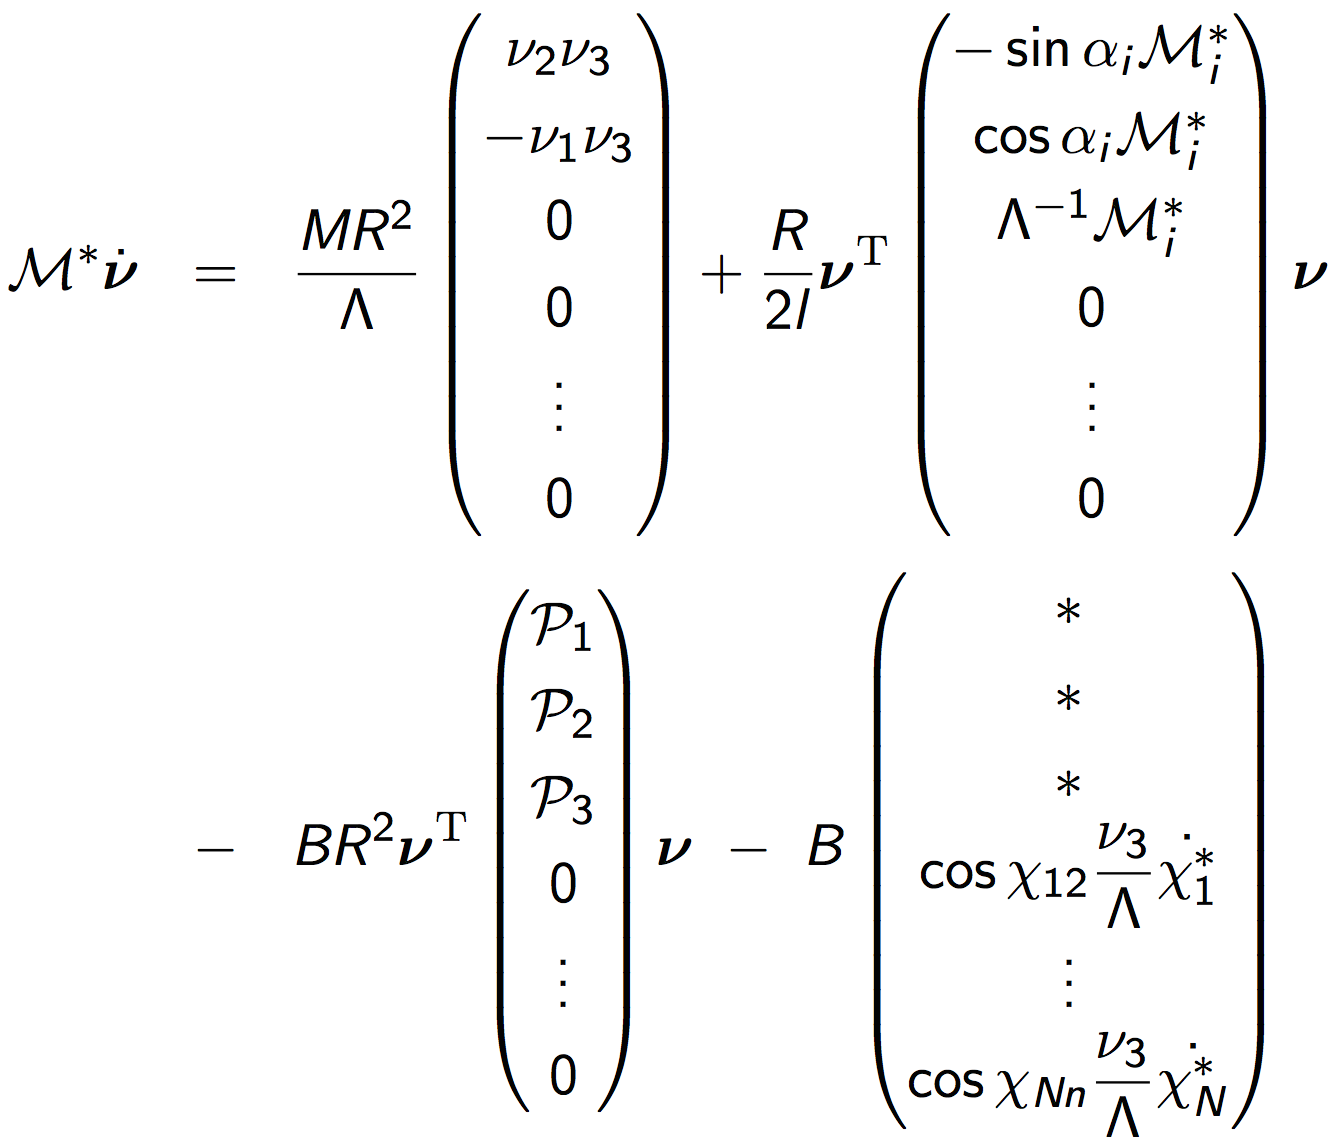 \mathcal{M}^* \dot{\boldsymbol{\nu}} = \frac{MR^2}{\Lambda} \begin{pmatrix} \nu_2 \nu_3 \\ -\nu_1 \nu_3 \\ 0 \\ 0 \\ \vdots \\ 0 \end{pmatrix} + \frac{R}{2l} \boldsymbol{\nu}^{\mathrm{T}} \begin{pmatrix} -\sin \alpha_i \mathcal{M}_i^* \\ \cos \alpha_i \mathcal{M}_i^* \\ \Lambda^{-1} \mathcal{M}_i^* \\ 0 \\ \vdots \\ 0 \end{pmatrix} \boldsymbol{\nu}
- BR^2 \boldsymbol{\nu}^{\mathrm{T}} \begin{pmatrix} \mathcal{P}_1 \\ \mathcal{P}_2 \\ \mathcal{P}_3 \\ 0 \\ \vdots \\ 0 \end{pmatrix} \boldsymbol{\nu} - B \begin{pmatrix} * \\ * \\ * \\ \cos \chi_{12} \frac{\nu_3}{\Lambda} \dot{\chi_1^*} \\ \vdots \\ \cos \chi_{Nn} \frac{\nu_3}{\Lambda} \dot{\chi_N^*} \end{pmatrix}